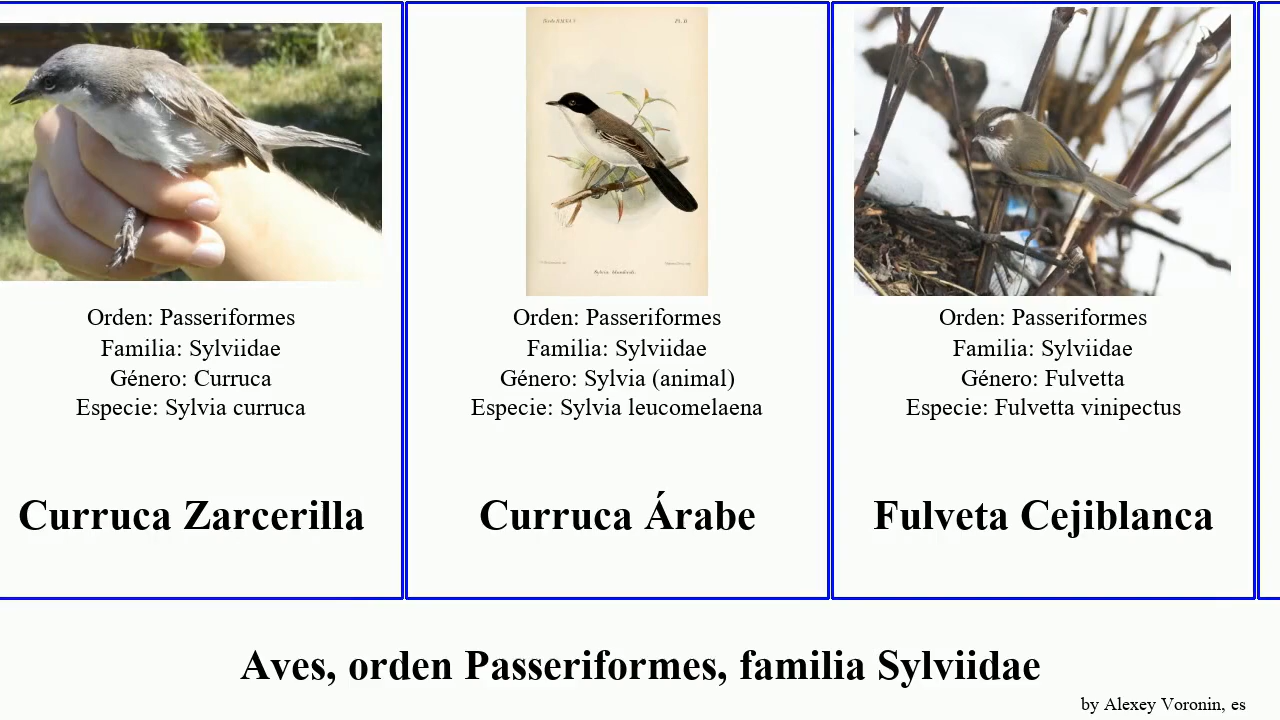 Orden: Passeriformes
Familia: Sylviidae
Género: Curruca
Especie: Sylvia curruca
Curruca Zarcerilla
Orden: Passeriformes
Familia: Sylviidae
Género: Sylvia (animal)
Especie: Sylvia leucomelaena
Curruca Árabe
Orden: Passeriformes
Familia: Sylviidae
Género: Fulvetta
Especie: Fulvetta vinipectus
Fulveta Cejiblanca
Aves, orden Passeriformes, familia Sylviidae
by Alexey Voronin, es